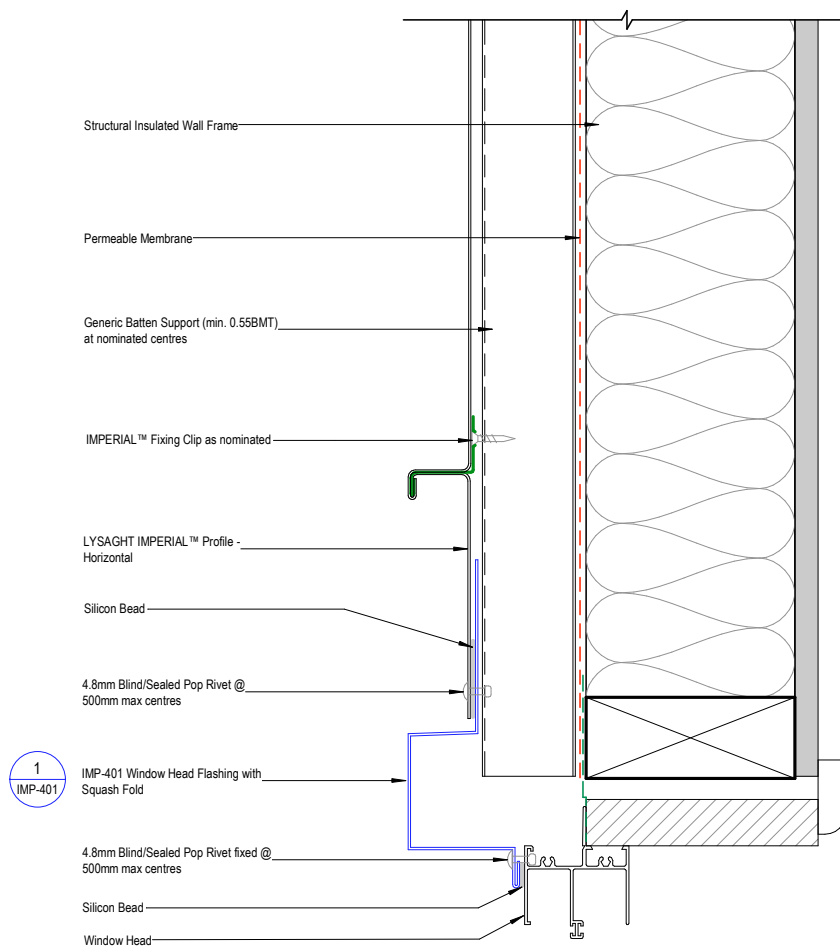 Structural Insulated Wall Frame
Permeable Membrane
Generic Batten Support (min. 0.55BMT)
at nominated centres
IMPERIAL™ Fixing Clip as nominated
LYSAGHT IMPERIAL™ Profile -
Horizontal
Silicon Bead
4.8mm Blind/Sealed Pop Rivet @
500mm max centres
1
IMP-401
IMP-401 Window Head Flashing with
Squash Fold
4.8mm Blind/Sealed Pop Rivet fixed @
500mm max centres
Silicon Bead
Window Head